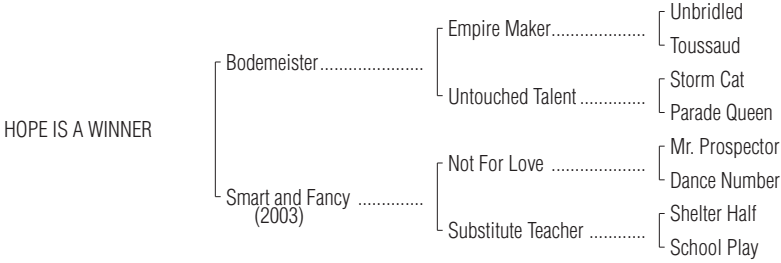 Unbridled
Empire Maker....................
Toussaud
Bodemeister......................
Storm Cat
Untouched Talent ..............
Parade Queen
HOPE IS A WINNER
Mr. Prospector
Not For Love ....................
Dance Number
Smart and Fancy ..............
(2003)
Shelter Half
Substitute Teacher ............
School Play